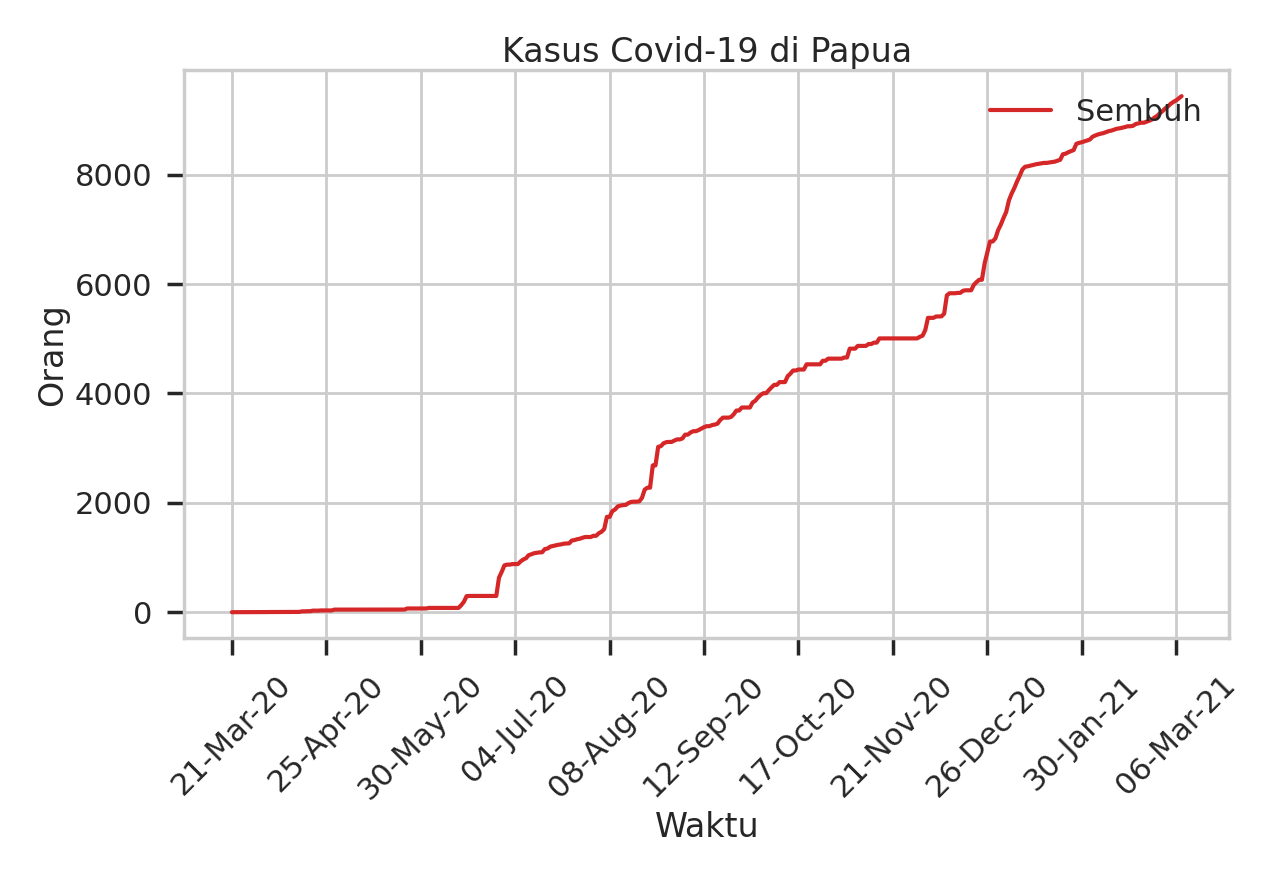 Kasus Covid-19 di Papua
Sembuh
Orang
8000
6000
4000
2000
0
21-Mar-20
25-Apr-20
30-May-20
04-Jul-20
08-Aug-20
12-Sep-20
17-Oct-20
21-Nov-20
26-Dec-20
30-Jan-21
06-Mar-21
Waktu